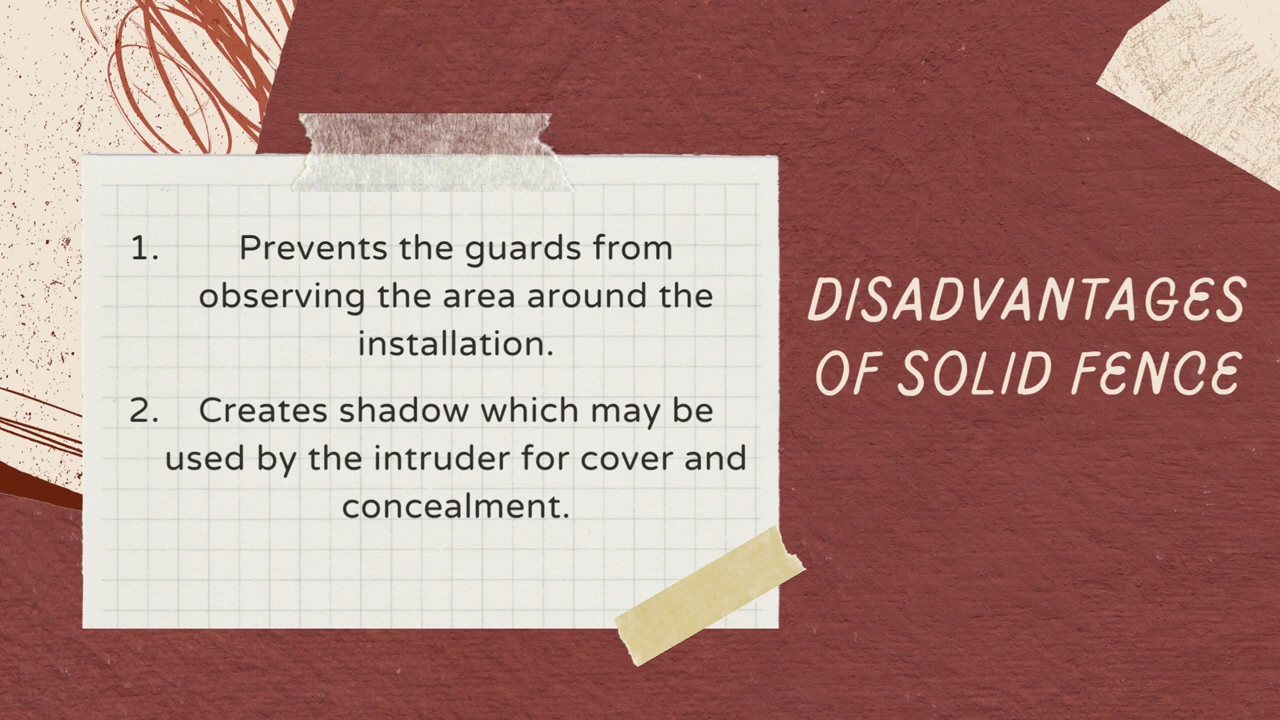 1. Prevents the guards from
observing the area around the
installation.
2. Creates shadow which may be
used by the intruder for cover and
concealment.
DISADVANTAGES
OF SOLID FENCE